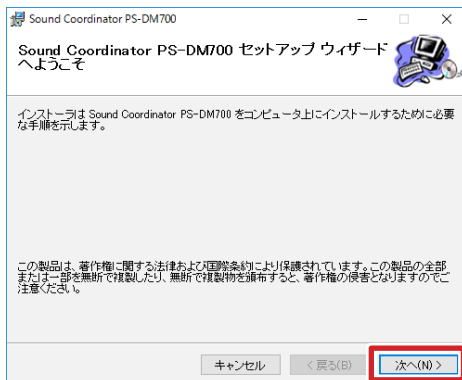 Sound Coordinator PS-DM700
Sound Coordinator PS-DM700 セットアップ ウィザード
へようこそ
インストーラは Sound Coordinator PS-DM700 をコンピュータ上にインストールするために必要
な手順を示します。
この製品は、著作権に関する法律および国際条約により保護されています。この製品の全部
または一部を無断で複製したり、無断で複製物を頒布すると、著作権の侵害となりますのでご
注意ください。
キャンセル
< 戻る(B)
次へ(N) >